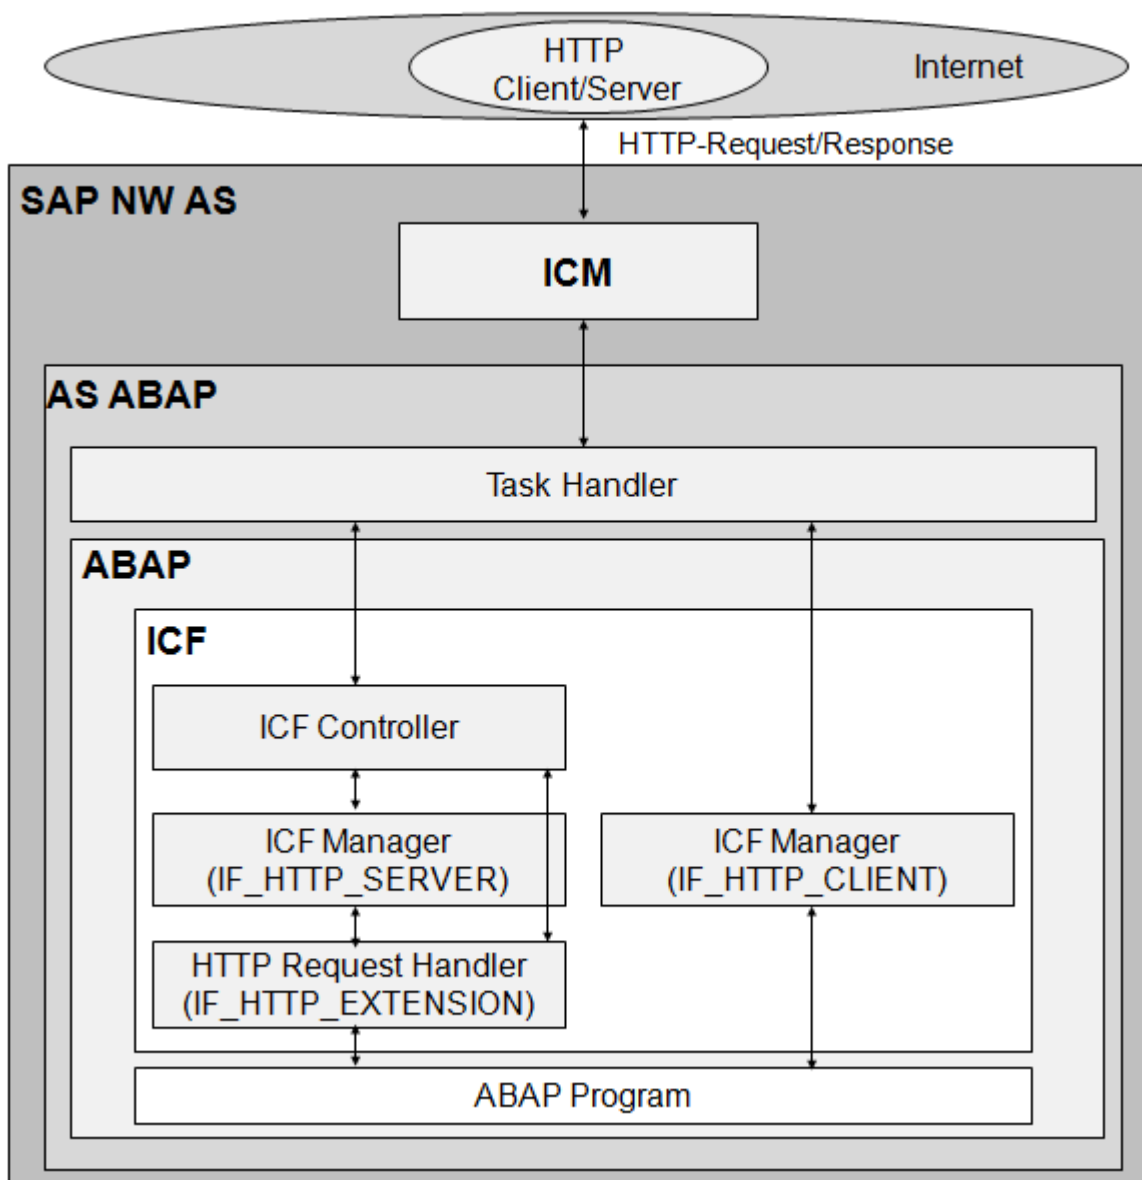 HTTP
Client/Server
Internet
HTTP-Request/Response
SAP NW AS
ICM
AS ABAP
Task Handler
ABAP
ICF
ICF Controller
ICF Manager
(IF_HTTP_SERVER)
ICF Manager
(IF_HTTP_CLIENT)
HTTP Request Handler
(IF_HTTP_EXTENSION)
ABAP Program